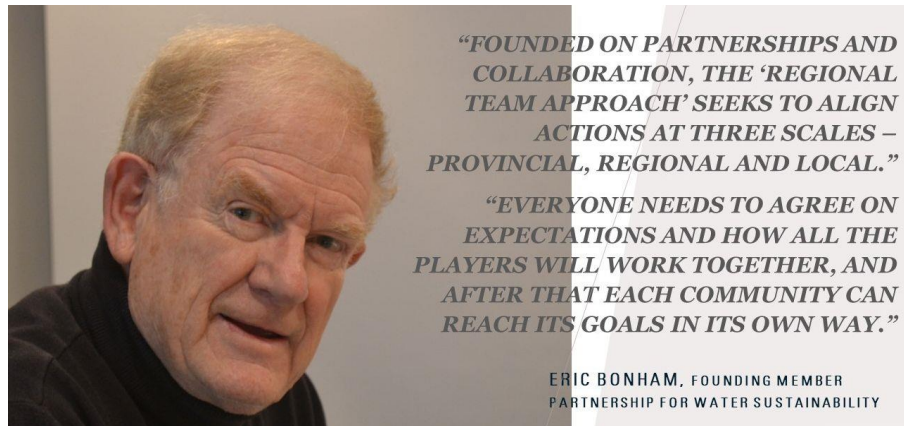 “FOUNDED ON PARTNERSHIPS AND
COLLABORATION, THE ‘REGIONAL
TEAM APPROACH’ SEEKS TO ALIGN
ACTIONS AT THREE SCALES –
PROVINCIAL, REGIONAL AND LOCAL.”
“EVERYONE NEEDS TO AGREE ON
EXPECTATIONS AND HOW ALL THE
PLAYERS WILL WORK TOGETHER, AND
AFTER THAT EACH COMMUNITY CAN
REACH ITS GOALS IN ITS OWN WAY.”
ERIC BONHAM, FOUNDING MEMBER
PARTNERSHIP FOR WATER SUSTAINABILITY